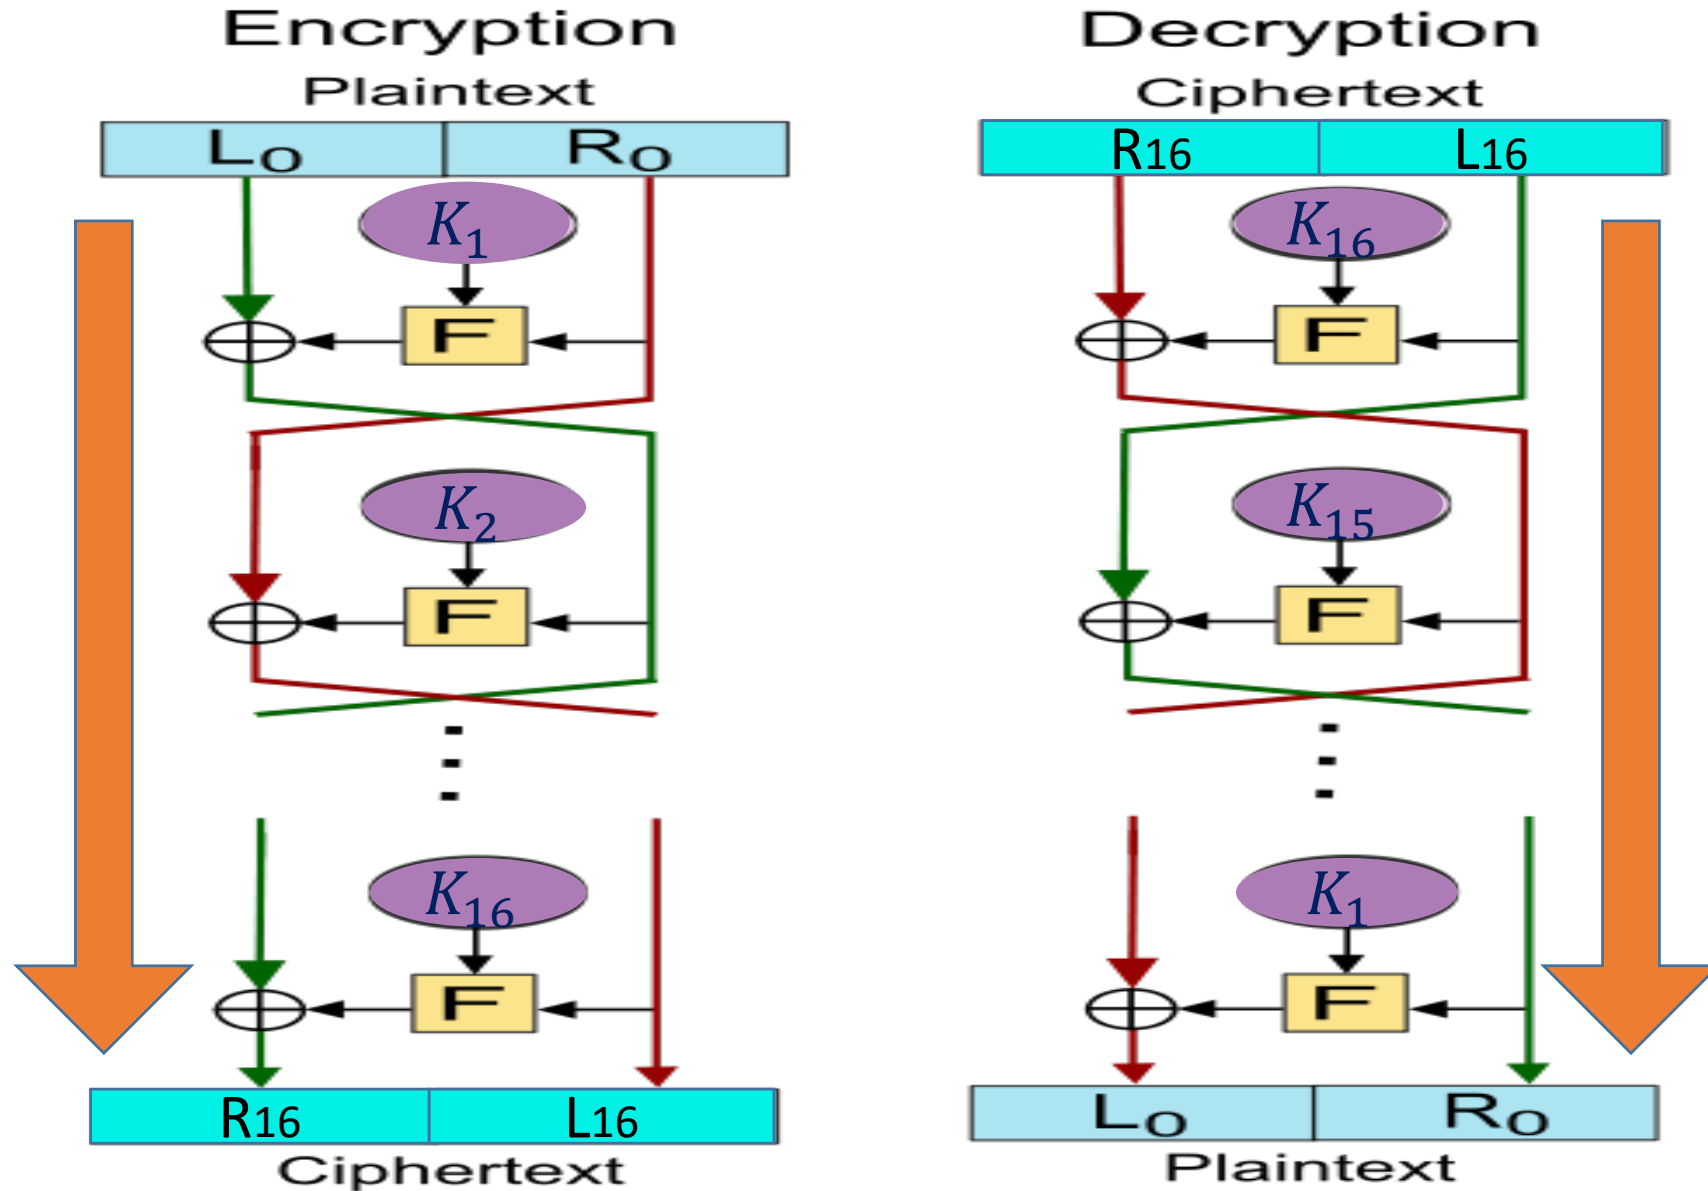 Encryption
Plaintext
L0 R0
K1
F
K2
F
K16
F
R16 L16
Ciphertext
Decryption
Ciphertext
R16 L16
K16
F
K15
F
K1
F
L0 R0
Plaintext